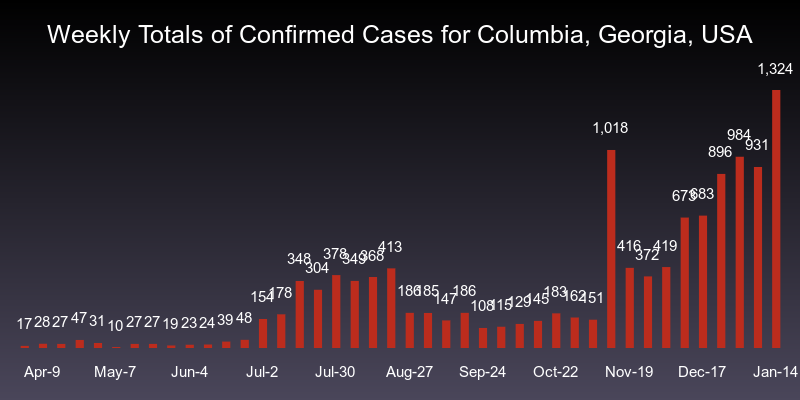 Weekly Totals of Confirmed Cases for Columbia, Georgia, USA
17 28 27 47 31 10 27 27 19 23 24 39 48 154 178 348 304 378 349 368 413 186 185 147 186 108 115 129 145 183 162 151 1,018 416 372 419 673 683 896 984 931 1,324
Apr-9 May-7 Jun-4 Jul-2 Jul-30 Aug-27 Sep-24 Oct-22 Nov-19 Dec-17 Jan-14